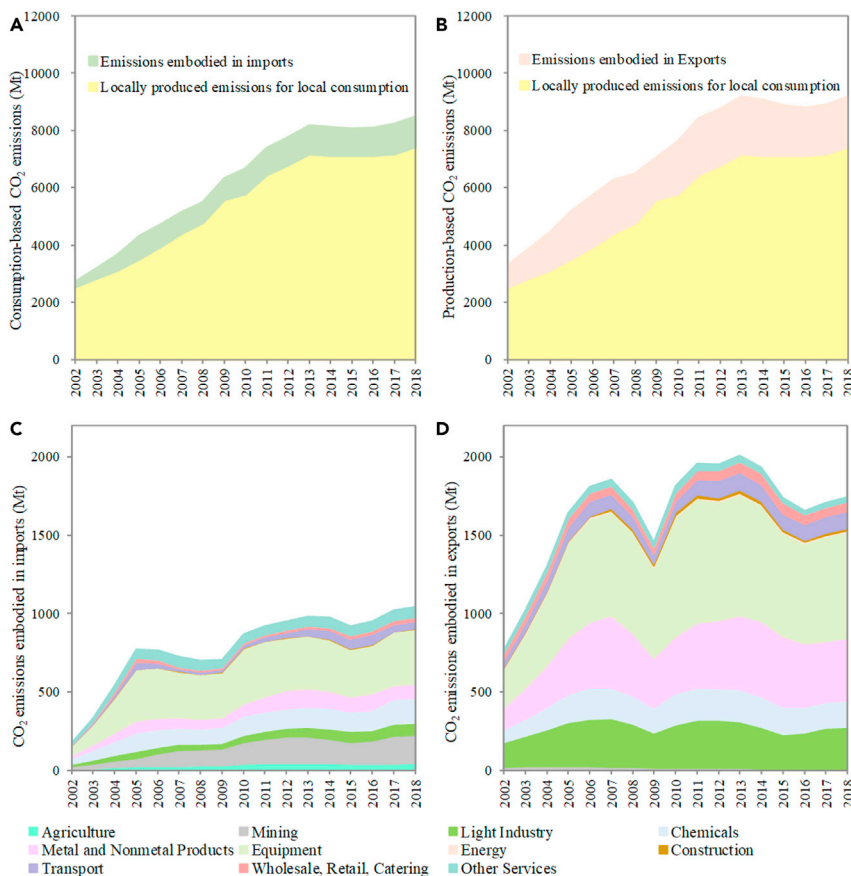 A
12000
10000
8000
6000
4000
2000
0
Consumption-based CO2 emissions (Mt)
Emissions embodied in imports
Locally produced emissions for local consumption
2002 2003 2004 2005 2006 2007 2008 2009 2010 2011 2012 2013 2014 2015 2016 2017 2018
B
12000
10000
8000
6000
4000
2000
0
Production-based CO2 emissions (Mt)
Emissions embodied in Exports
Locally produced emissions for local consumption
2002 2003 2004 2005 2006 2007 2008 2009 2010 2011 2012 2013 2014 2015 2016 2017 2018
C
2000
1500
1000
500
0
CO2 emissions embodied in imports (Mt)
2002 2003 2004 2005 2006 2007 2008 2009 2010 2011 2012 2013 2014 2015 2016 2017 2018
D
2000
1500
1000
500
0
CO2 emissions embodied in exports (Mt)
2002 2003 2004 2005 2006 2007 2008 2009 2010 2011 2012 2013 2014 2015 2016 2017 2018
Agriculture Mining Light Industry Chemicals
Metal and Nonmetal Products Equipment Energy Construction
Transport Wholesale, Retail, Catering Other Services